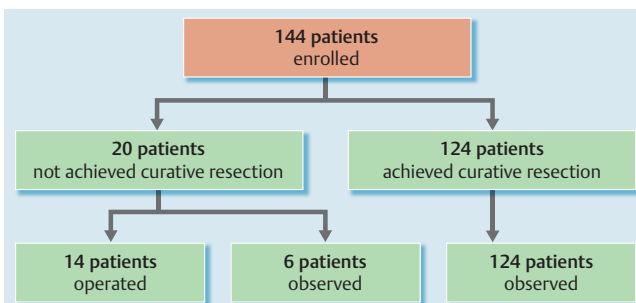 144 patients
enrolled
20 patients
not achieved curative resection
124 patients
achieved curative resection
14 patients
operated
6 patients
observed
124 patients
observed